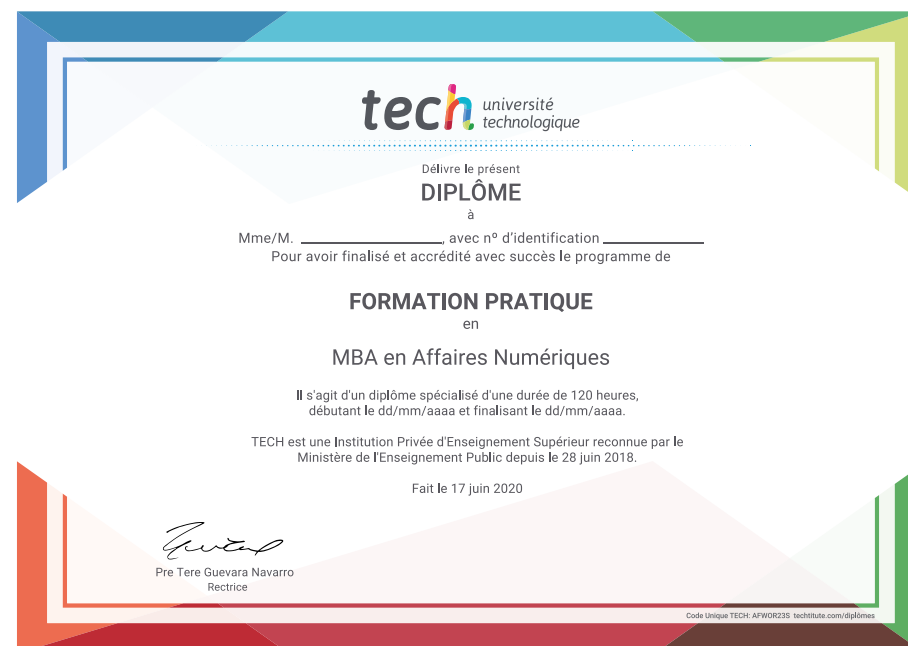 tech université
technologique
Délivre le présent
DIPLÔME
à
Mme/M. ____________________, avec nº d'identification ______________
Pour avoir finalisé et accrédité avec succès le programme de
FORMATION PRATIQUE
en
MBA en Affaires Numériques
Il s'agit d'un diplôme spécialisé d'une durée de 120 heures,
débutant le dd/mm/aaaa et finalisant le dd/mm/aaaa.
TECH est une Institution Privée d'Enseignement Supérieur reconnue par le
Ministère de l'Enseignement Public depuis le 28 juin 2018.
Fait le 17 juin 2020
Pre Tere Guevara Navarro
Rectrice
Code Unique TECH: AFWOR23S techtitute.com/diplômes